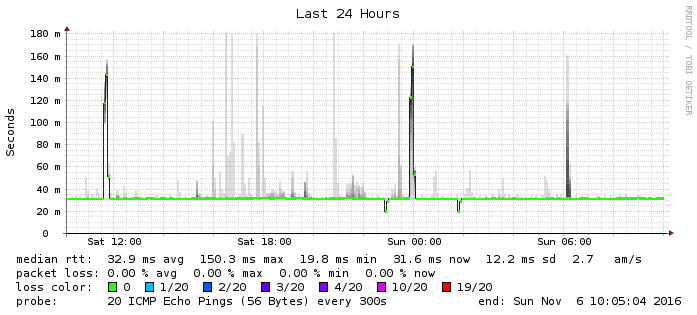 Last 24 Hours
RRDTOOL / TOBI OETIKER
Seconds
180 m
160 m
140 m
120 m
100 m
80 m
60 m
40 m
20 m
0
Sat 12:00 Sat 18:00 Sun 00:00 Sun 06:00
median rtt: 32.9 ms avg 150.3 ms max 19.8 ms min 31.6 ms now 12.2 ms sd 2.7 am/s
packet loss: 0.00 % avg 0.00 % max 0.00 % min 0.00 % now
loss color: 0 1/20 2/20 3/20 4/20 10/20 19/20
probe: 20 ICMP Echo Pings (56 Bytes) every 300s end: Sun Nov 6 10:05:04 2016